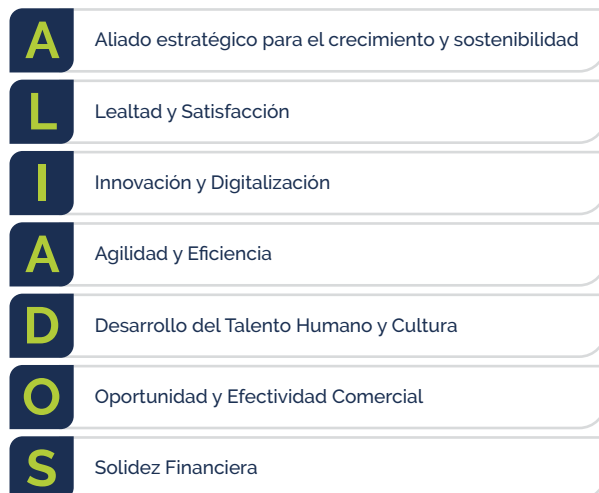 A Aliado estratégico para el crecimiento y sostenibilidad
L Lealtad y Satisfacción
I Innovación y Digitalización
A Agilidad y Eficiencia
D Desarrollo del Talento Humano y Cultura
O Oportunidad y Efectividad Comercial
S Solidez Financiera